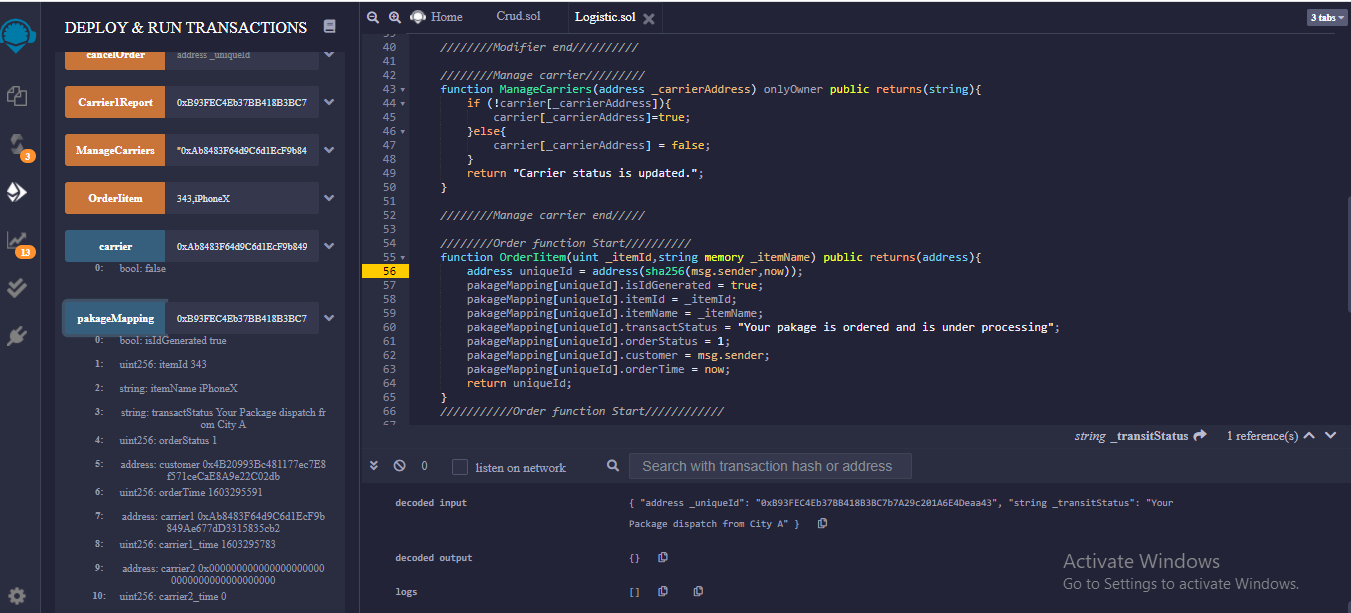 DEPLOY & RUN TRANSACTIONS
cancelOrder address _uniqueId
Carrier1Report 0xB93FEC4Eb37BB418B3BC7
ManageCarriers "0xAb8483F64d9C6d1EcF9b84
OrderIitem 343,iPhoneX
carrier 0xAb8483F64d9C6d1EcF9b849
0: bool: false
pakageMapping 0xB93FEC4Eb37BB418B3BC7
0: bool: isIdGenerated true
1: uint256: itemId 343
2: string: itemName iPhoneX
3: string: transactStatus Your Package dispatch fr
om City A
4: uint256: orderStatus 1
5: address: customer 0x4B20993Bc481177ec7E8
f571ceCaE8A9e22C02db
6: uint256: orderTime 1603295591
7: address: carrier1 0xAb8483F64d9C6d1EcF9b
849Ae677dD3315835cb2
8: uint256: carrier1_time 1603295783
9: address: carrier2 0x000000000000000000000
0000000000000000000
10: uint256: carrier2_time 0
3
13
Home Crud.sol Logistic.sol
3 tabs
39
40 ////////Modifier end//////////
41
42 ////////Manage carrier/////////
43 function ManageCarriers(address _carrierAddress) onlyOwner public returns(string){
44 if (!carrier[_carrierAddress]){
45 carrier[_carrierAddress]=true;
46 }else{
47 carrier[_carrierAddress] = false;
48 }
49 return "Carrier status is updated.";
50 }
51
52 ////////Manage carrier end/////
53
54 ////////Order function Start//////////
55 function OrderIitem(uint _itemId,string memory _itemName) public returns(address){
56 address uniqueId = address(sha256(msg.sender,now));
57 pakageMapping[uniqueId].isIdGenerated = true;
58 pakageMapping[uniqueId].itemId = _itemId;
59 pakageMapping[uniqueId].itemName = _itemName;
60 pakageMapping[uniqueId].transactStatus = "Your pakage is ordered and is under processing";
61 pakageMapping[uniqueId].orderStatus = 1;
62 pakageMapping[uniqueId].customer = msg.sender;
63 pakageMapping[uniqueId].orderTime = now;
64 return uniqueId;
65 }
66 ///////////Order function Start////////////
67
string _transitStatus 1 reference(s)
0 listen on network Search with transaction hash or address
decoded input { "address _uniqueId": "0xB93FEC4Eb37BB418B3BC7b7A29c201A6E4Deaa43", "string _transitStatus": "Your
Package dispatch from City A" }
decoded output {}
logs []
Activate Windows
Go to Settings to activate Windows.